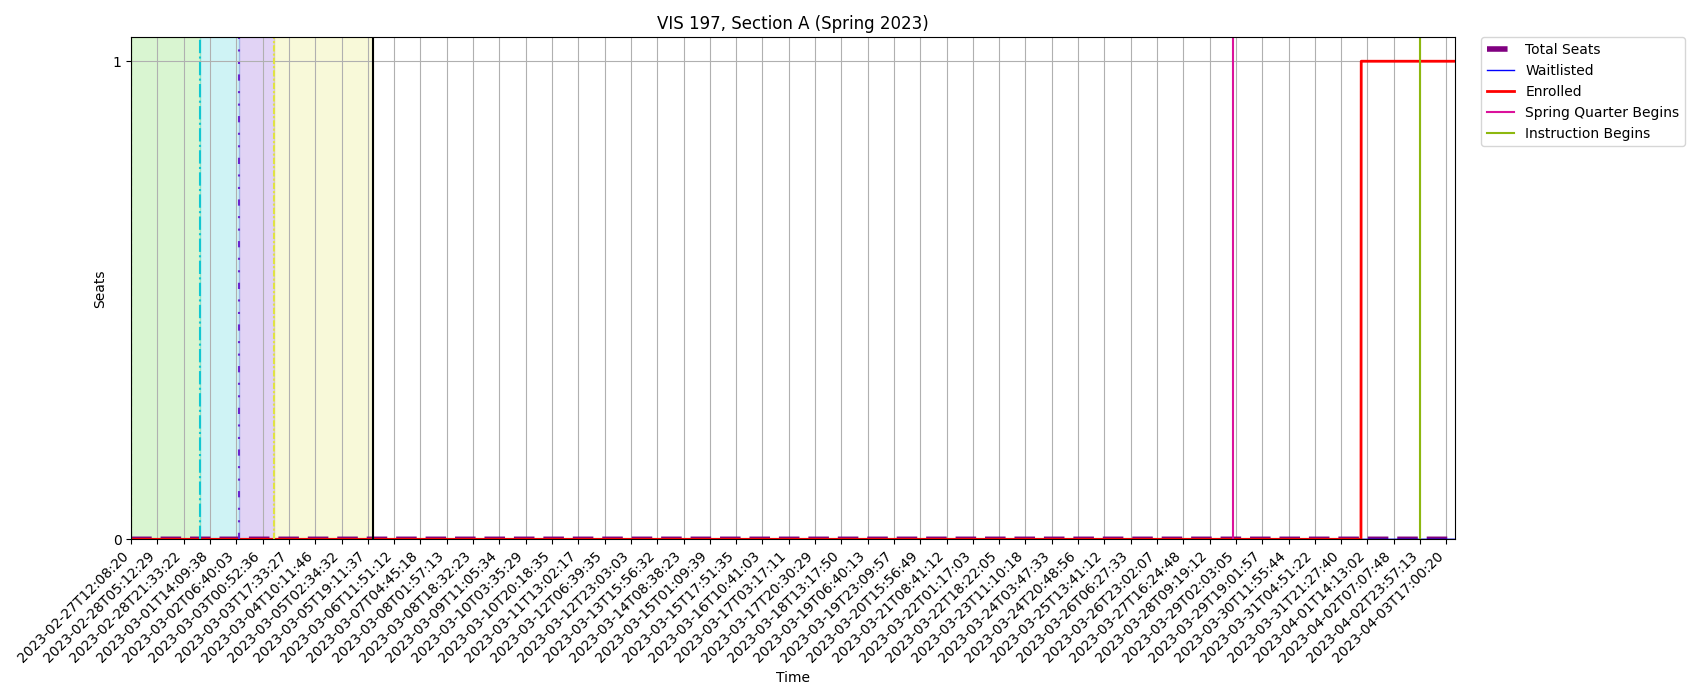 VIS 197, Section A (Spring 2023)
Total Seats
Waitlisted
Enrolled
Spring Quarter Begins
Instruction Begins
1
0
Seats
2023-02-27T12:08:20
2023-02-28T05:12:29
2023-02-28T21:33:22
2023-03-01T14:09:38
2023-03-02T06:40:03
2023-03-03T00:52:36
2023-03-03T17:33:27
2023-03-04T10:11:46
2023-03-05T02:34:32
2023-03-05T19:11:37
2023-03-06T11:51:12
2023-03-07T04:45:18
2023-03-08T01:57:13
2023-03-08T18:32:23
2023-03-09T11:05:34
2023-03-10T03:35:29
2023-03-10T20:18:35
2023-03-11T13:02:17
2023-03-12T06:39:35
2023-03-12T23:03:03
2023-03-13T15:56:32
2023-03-14T08:38:23
2023-03-15T01:09:39
2023-03-15T17:51:35
2023-03-16T10:41:03
2023-03-17T03:17:11
2023-03-17T20:30:29
2023-03-18T13:17:50
2023-03-19T06:40:13
2023-03-19T23:09:57
2023-03-20T15:56:49
2023-03-21T08:41:12
2023-03-22T01:17:03
2023-03-22T18:22:05
2023-03-23T11:10:18
2023-03-24T03:47:33
2023-03-24T20:48:56
2023-03-25T13:41:12
2023-03-26T06:27:33
2023-03-26T23:02:07
2023-03-27T16:24:48
2023-03-28T09:19:12
2023-03-29T02:03:05
2023-03-29T19:01:57
2023-03-30T11:55:44
2023-03-31T04:51:22
2023-03-31T21:27:40
2023-04-01T14:13:02
2023-04-02T07:07:48
2023-04-02T23:57:13
2023-04-03T17:00:20
Time